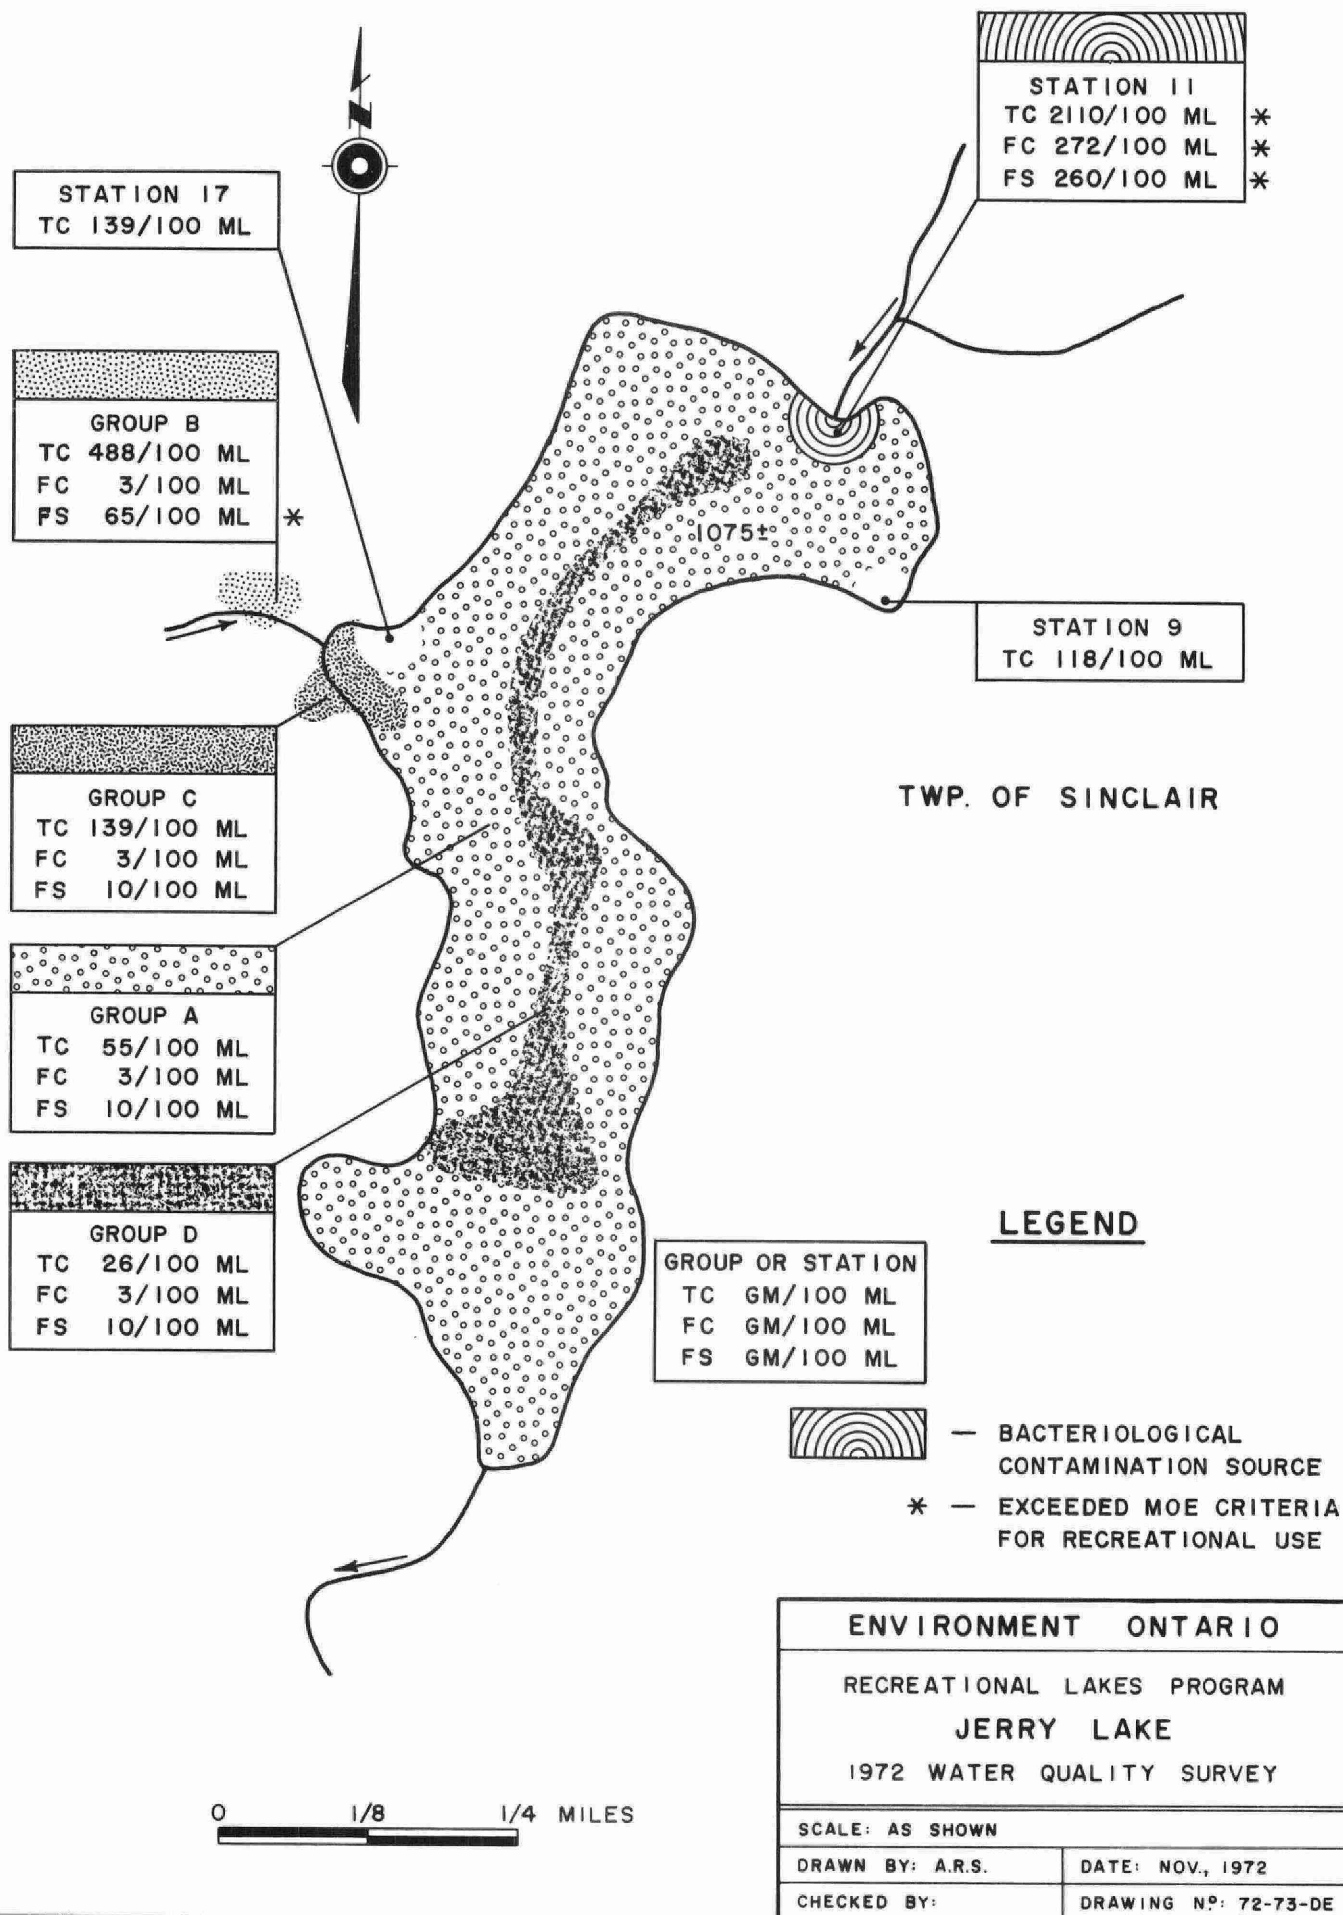 N
STATION 11
TC 2110/100 ML *
FC 272/100 ML *
FS 260/100 ML *
STATION 17
TC 139/100 ML
GROUP B
TC 488/100 ML
FC 3/100 ML
FS 65/100 ML *
1075±
STATION 9
TC 118/100 ML
GROUP C
TC 139/100 ML
FC 3/100 ML
FS 10/100 ML
TWP. OF SINCLAIR
GROUP A
TC 55/100 ML
FC 3/100 ML
FS 10/100 ML
GROUP D
TC 26/100 ML
FC 3/100 ML
FS 10/100 ML
LEGEND
GROUP OR STATION
TC GM/100 ML
FC GM/100 ML
FS GM/100 ML
— BACTERIOLOGICAL
CONTAMINATION SOURCE
* — EXCEEDED MOE CRITERIA
FOR RECREATIONAL USE
0 1/8 1/4 MILES
ENVIRONMENT ONTARIO
RECREATIONAL LAKES PROGRAM
JERRY LAKE
1972 WATER QUALITY SURVEY
SCALE: AS SHOWN
DRAWN BY: A.R.S. DATE: NOV., 1972
CHECKED BY: DRAWING Nº: 72-73-DE